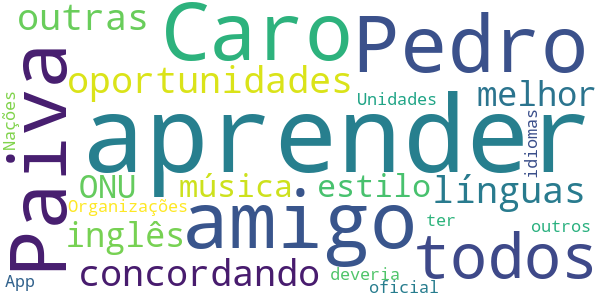 outras
Caro
Pedro
Paiva
oportunidades
Unidades
melhor
Nações
aprender
idiomas
ONU
música
estilo
línguas
Organizações
amigo
inglês
ter
outros
todos
concordando
deveria
App
oficial